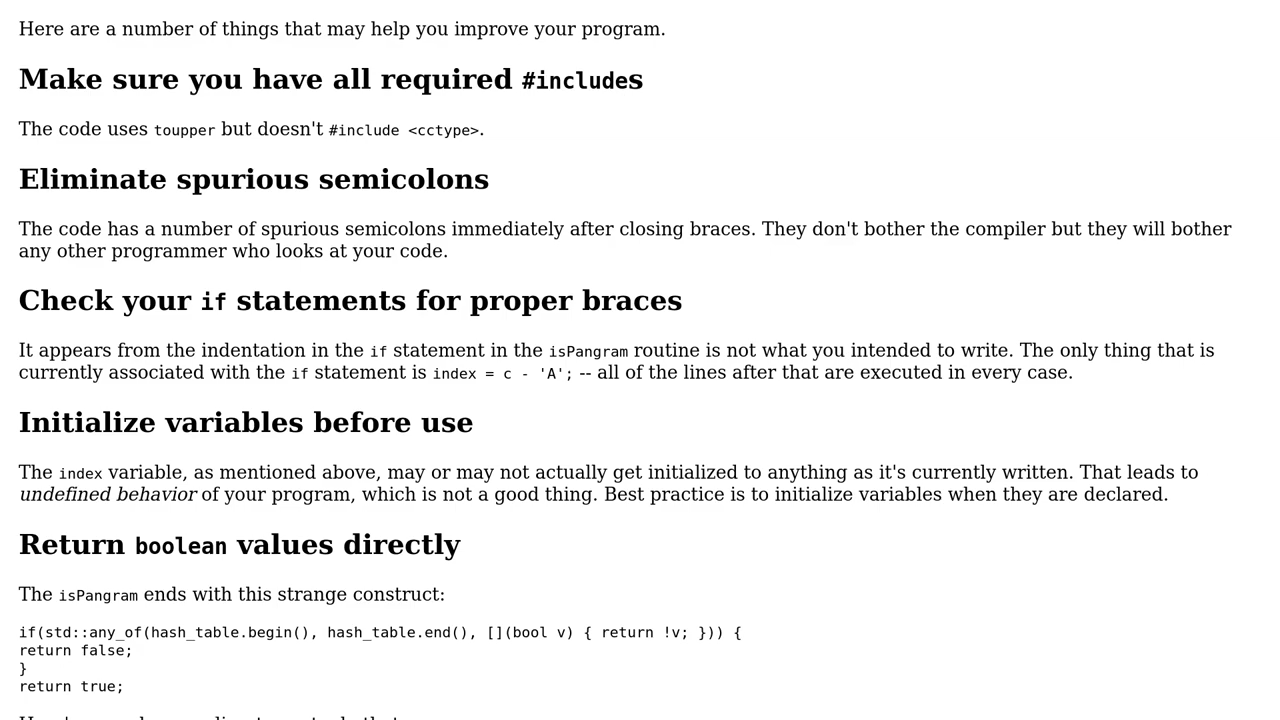 Here are a number of things that may help you improve your program.
Make sure you have all required #includes
The code uses toupper but doesn't #include <cctype>.
Eliminate spurious semicolons
The code has a number of spurious semicolons immediately after closing braces. They don't bother the compiler but they will bother
any other programmer who looks at your code.
Check your if statements for proper braces
It appears from the indentation in the if statement in the isPangram routine is not what you intended to write. The only thing that is
currently associated with the if statement is index = c - 'A'; -- all of the lines after that are executed in every case.
Initialize variables before use
The index variable, as mentioned above, may or may not actually get initialized to anything as it's currently written. That leads to
undefined behavior of your program, which is not a good thing. Best practice is to initialize variables when they are declared.
Return boolean values directly
The isPangram ends with this strange construct:
if(std::any_of(hash_table.begin(), hash_table.end(), [](bool v) { return !v; })) {
return false;
}
return true;